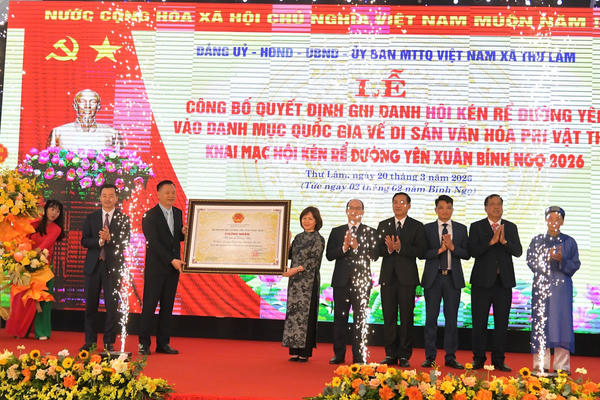 NƯỚC CỘNG HÒA XÃ HỘI CHỦ NGHĨA VIỆT NAM MUÔN NĂM
ĐẢNG UỶ - HĐND - UBND - ỦY BAN MTTQ VIỆT NAM XÃ THƯ LÂM
LỄ
CÔNG BỐ QUYẾT ĐỊNH GHI DANH HỘI KÉN RỂ ĐƯỜNG YÊN
VÀO DANH MỤC QUỐC GIA VỀ DI SẢN VĂN HÓA PHI VẬT TH
KHAI MẠC HỘI KÉN RỂ ĐƯỜNG YÊN XUÂN BÍNH NGỌ 2026
Thư Lâm, ngày 20 tháng 3 năm 2026
(Tức ngày 02 tháng 02 năm Bính Ngọ)
CHỨNG NHẬN